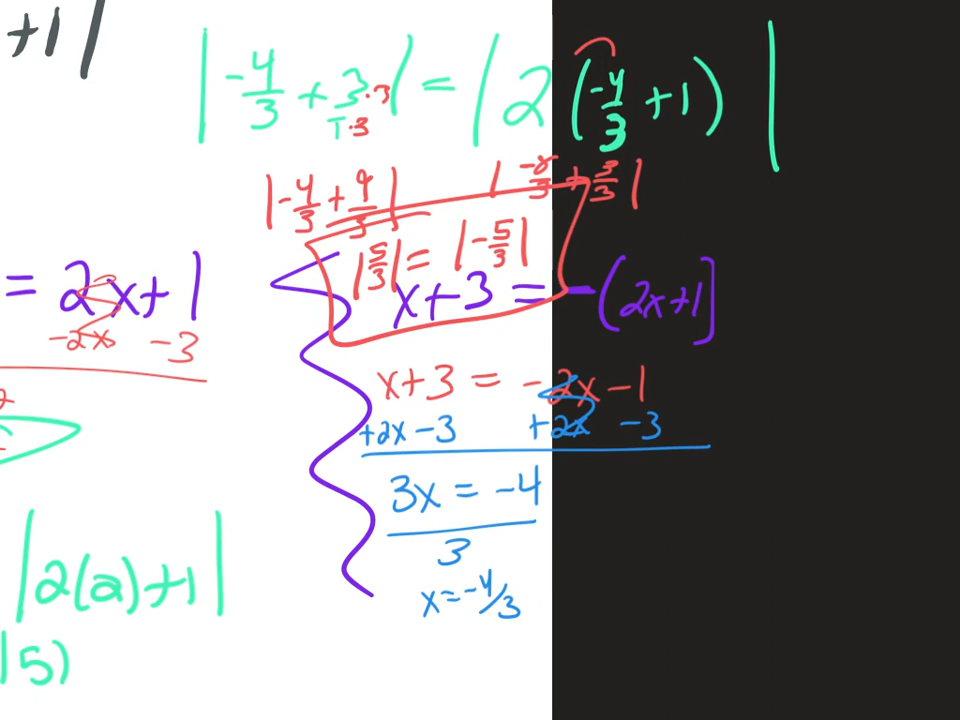 +1|
|-4/3 + 3·3/1·3| = |2(-4/3 + 1)|
|-4/3 + 9/3| |-8/3 + 3/3|
|5/3| = |-5/3|
= 2x+1
-2x -3
x+3 = -(2x+1]
x+3 = -2x-1
+2x -3 +2x -3
3x = -4
3
x = -4/3
|2(2)+1|
|5)